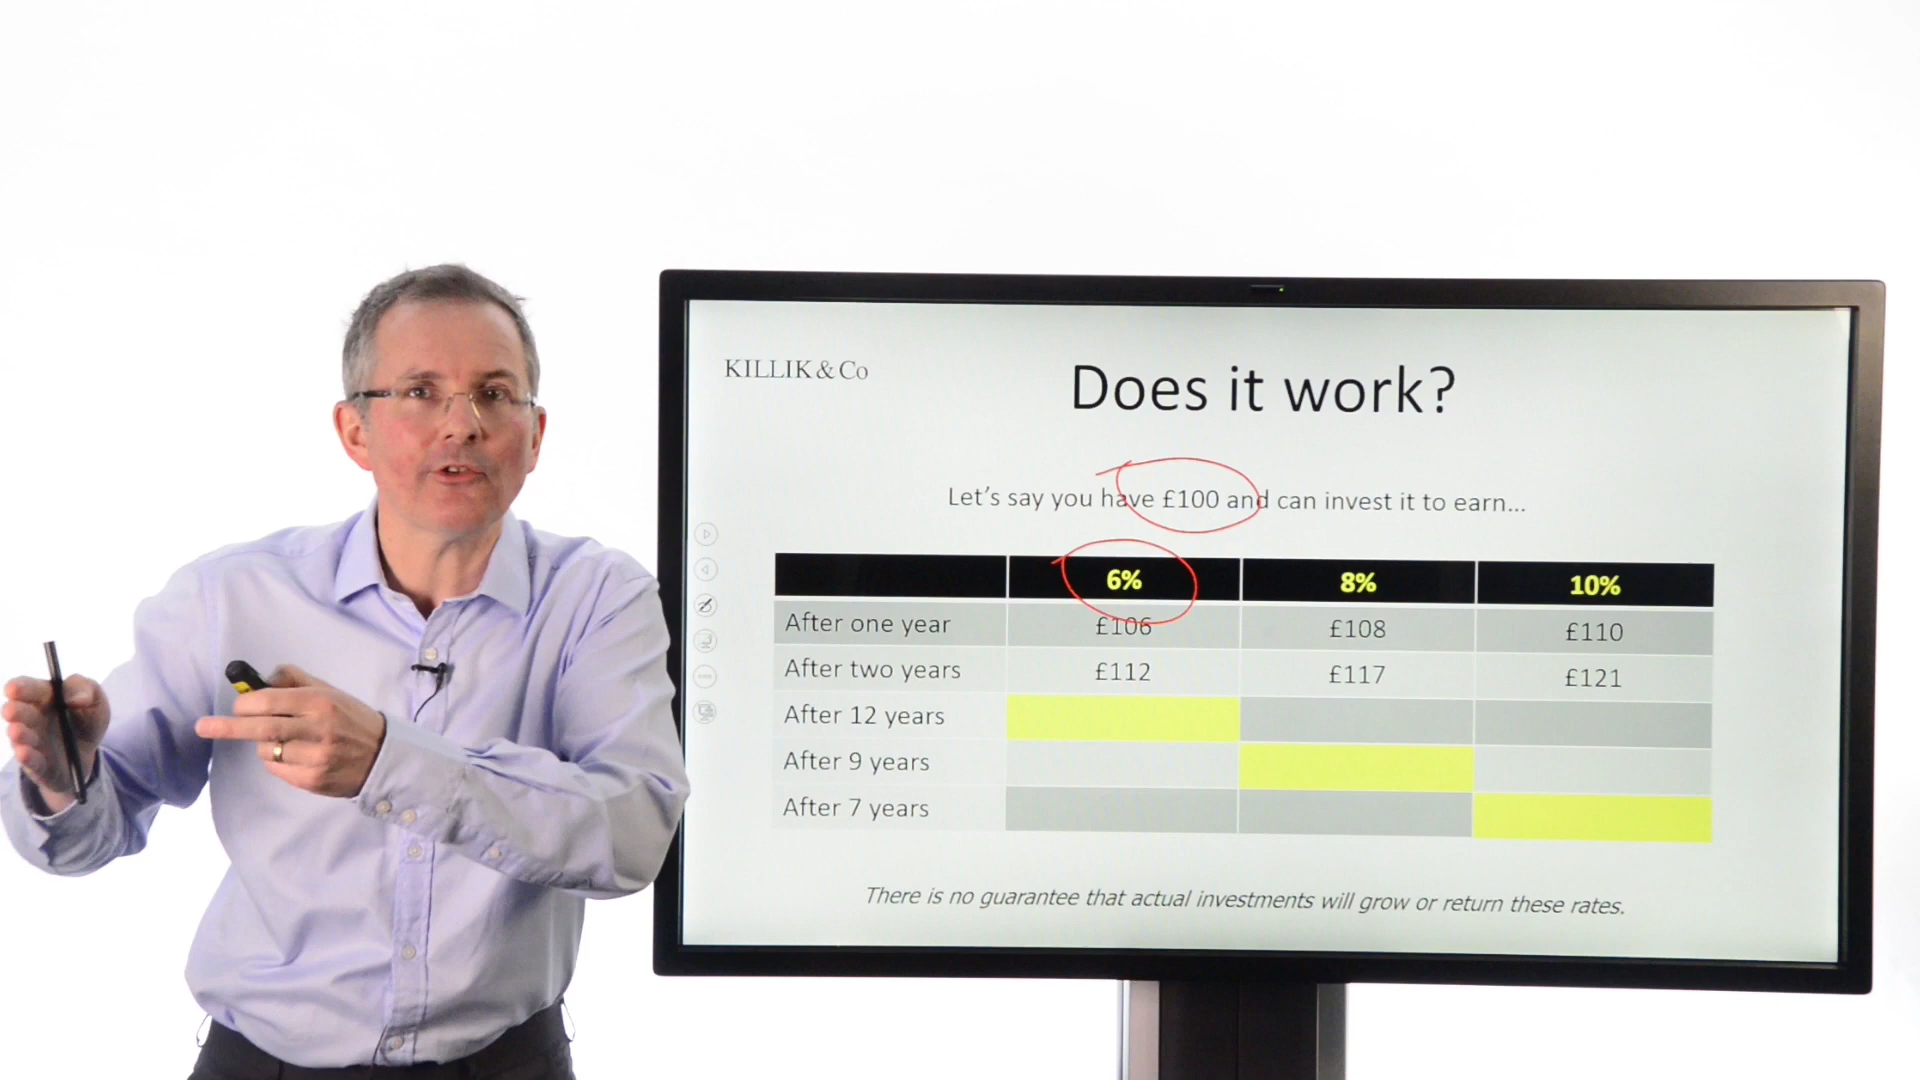 KILLIK & Co
Does it work?
Let's say you have £100 and can invest it to earn...
6% 8% 10%
After one year £106 £108 £110
After two years £112 £117 £121
After 12 years
After 9 years
After 7 years
There is no guarantee that actual investments will grow or return these rates.